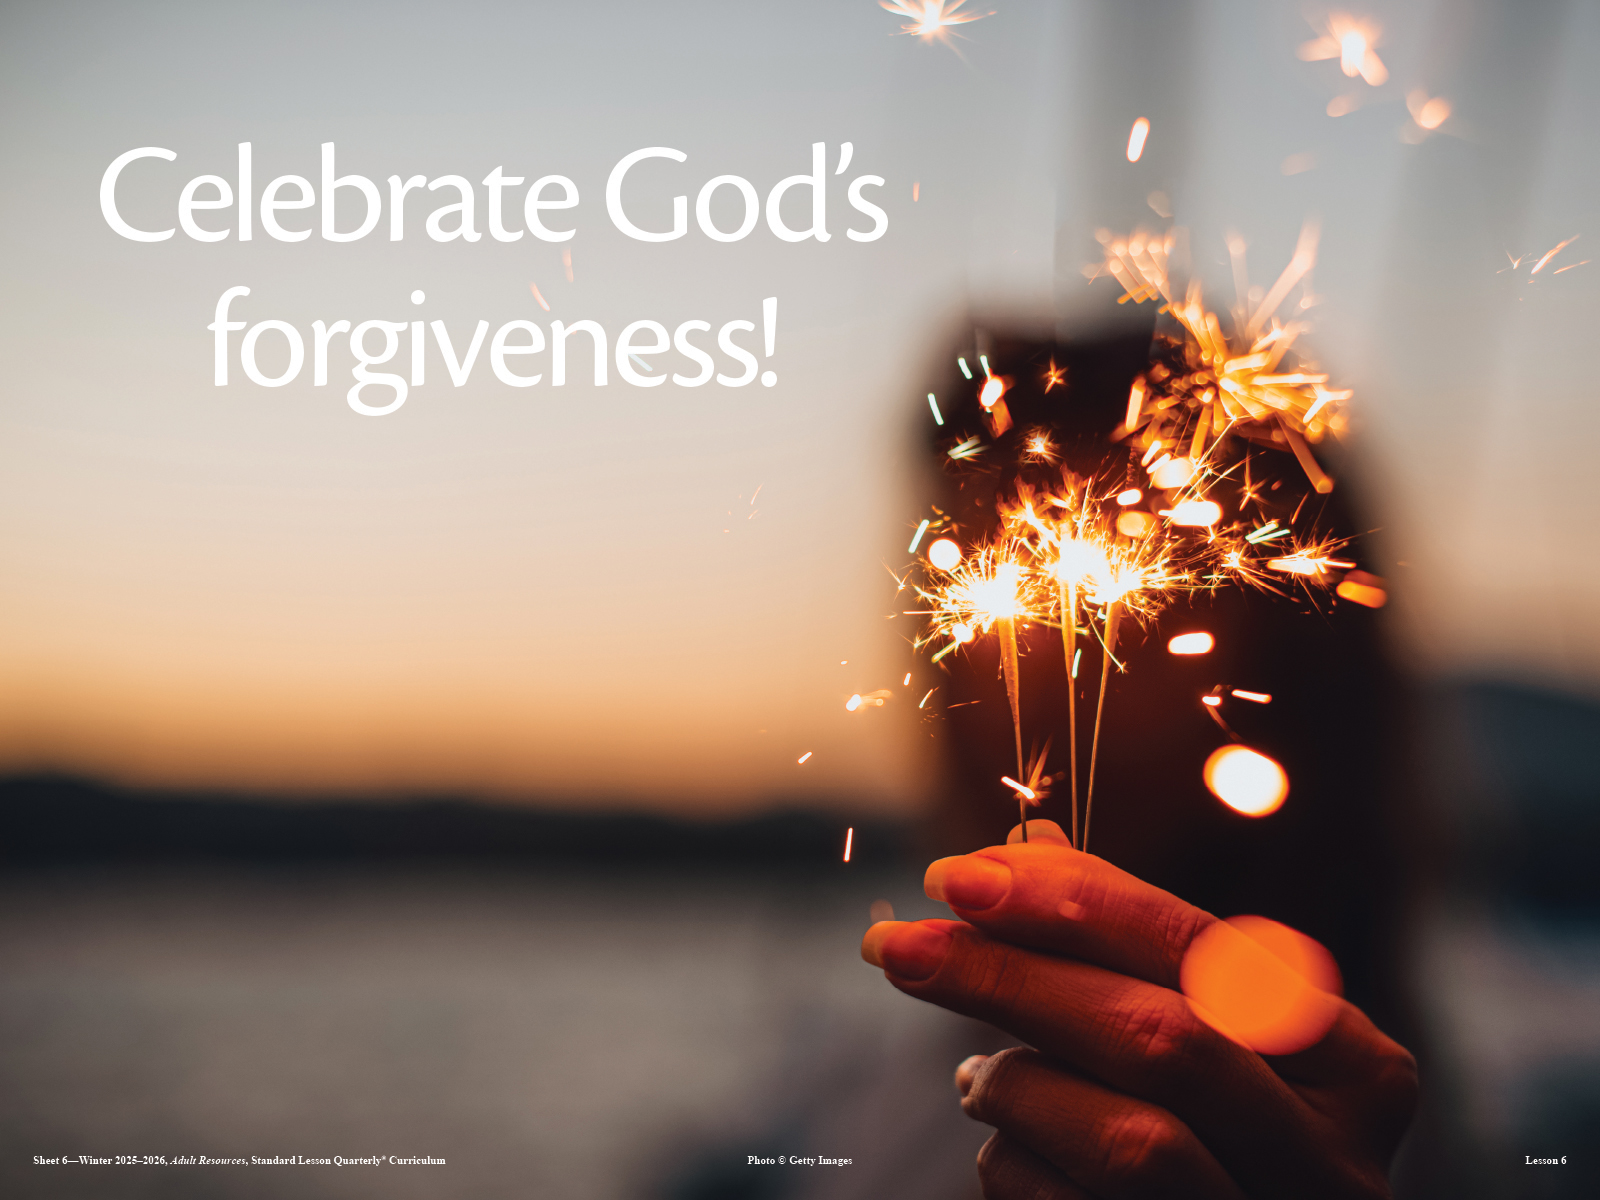 Celebrate God’s
forgiveness!
Sheet 6—Winter 2025–2026, Adult Resources, Standard Lesson Quarterly® Curriculum
Photo © Getty Images
Lesson 6